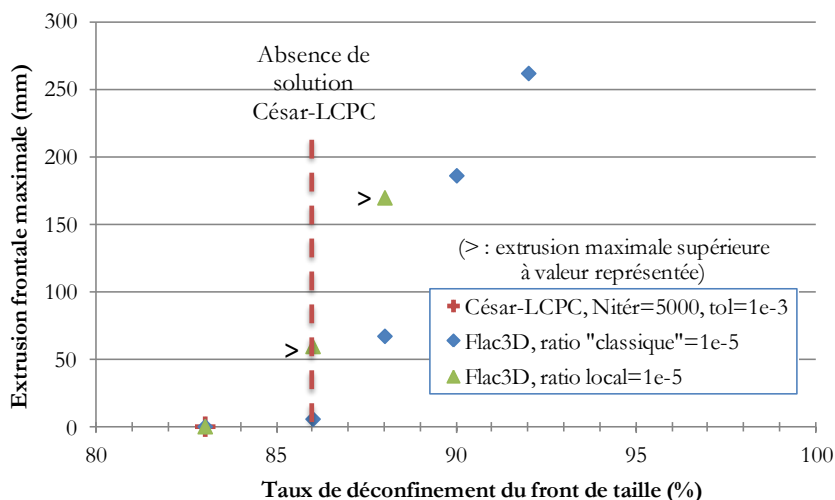 300
250
200
150
100
50
0
Extrusion frontale maximale (mm)
Absence de
solution
César-LCPC
>
>
(> : extrusion maximale supérieure
à valeur représentée)
César-LCPC, Nitér=5000, tol=1e-3
Flac3D, ratio "classique"=1e-5
Flac3D, ratio local=1e-5
80
85
90
95
100
Taux de déconfinement du front de taille (%)